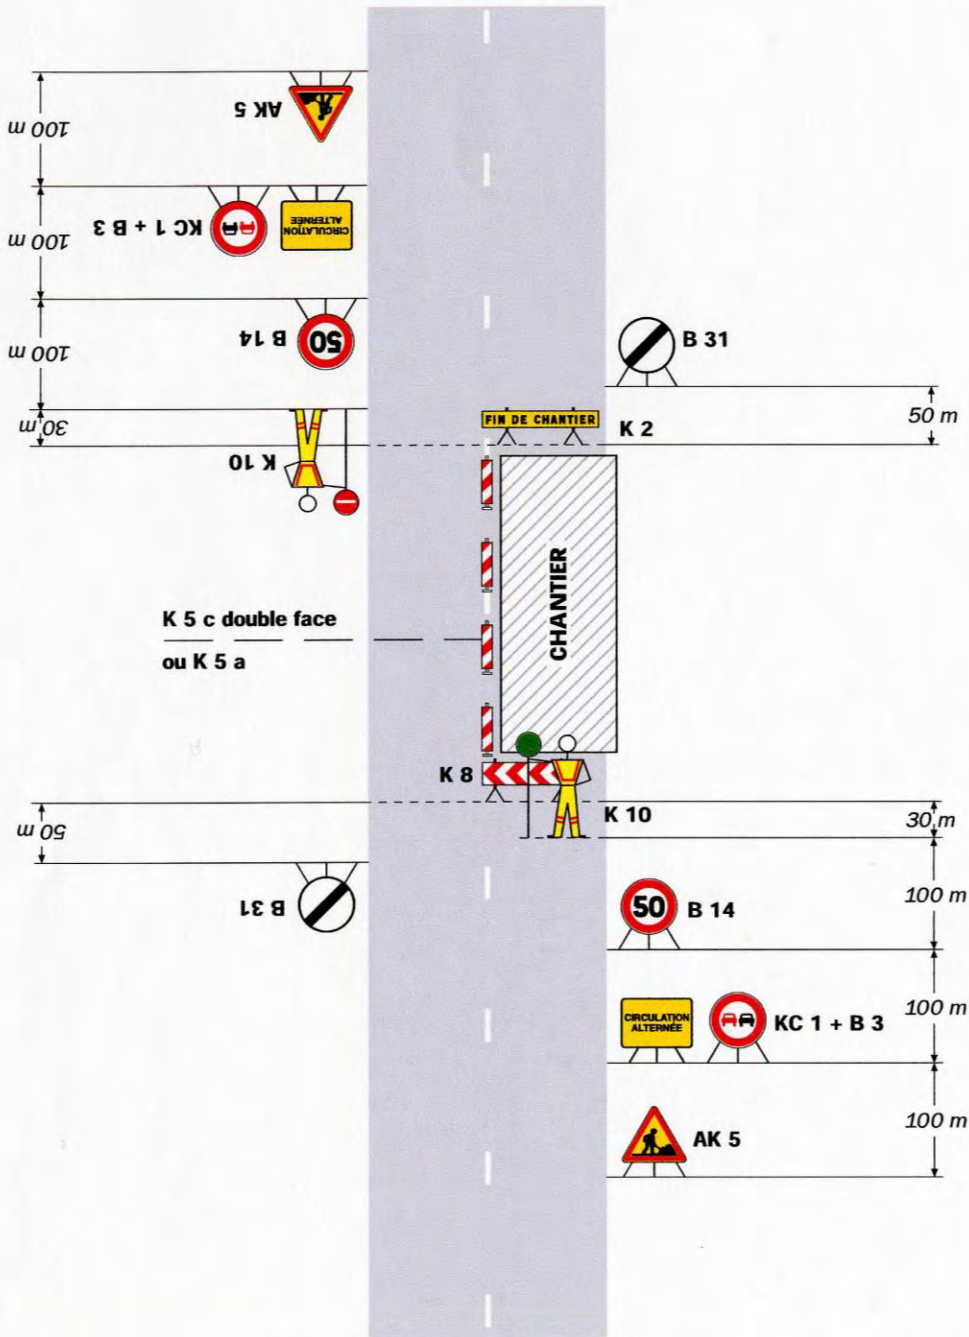 100 m
AK 5
100 m
KC 1 + B 3
CIRCULATION
ALTERNÉE
100 m
B 14
50
B 31
50 m
30 m
FIN DE CHANTIER
K 2
K 10
CHANTIER
K 5 c double face
ou K 5 a
K 8
K 10
30 m
50 m
B 31
50
B 14
100 m
CIRCULATION
ALTERNÉE
KC 1 + B 3
100 m
AK 5
100 m